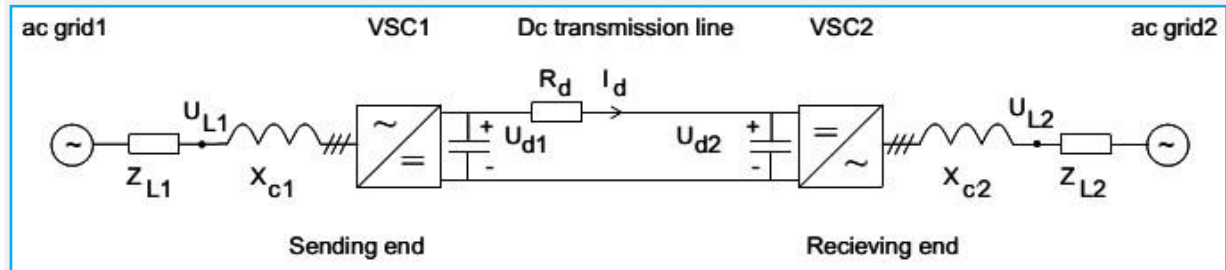 ac grid1 VSC1 Dc transmission line VSC2 ac grid2
R d I d
U L1 U d1 U d2 U L2
Z L1 X c1 X c2 Z L2
Sending end Recieving end